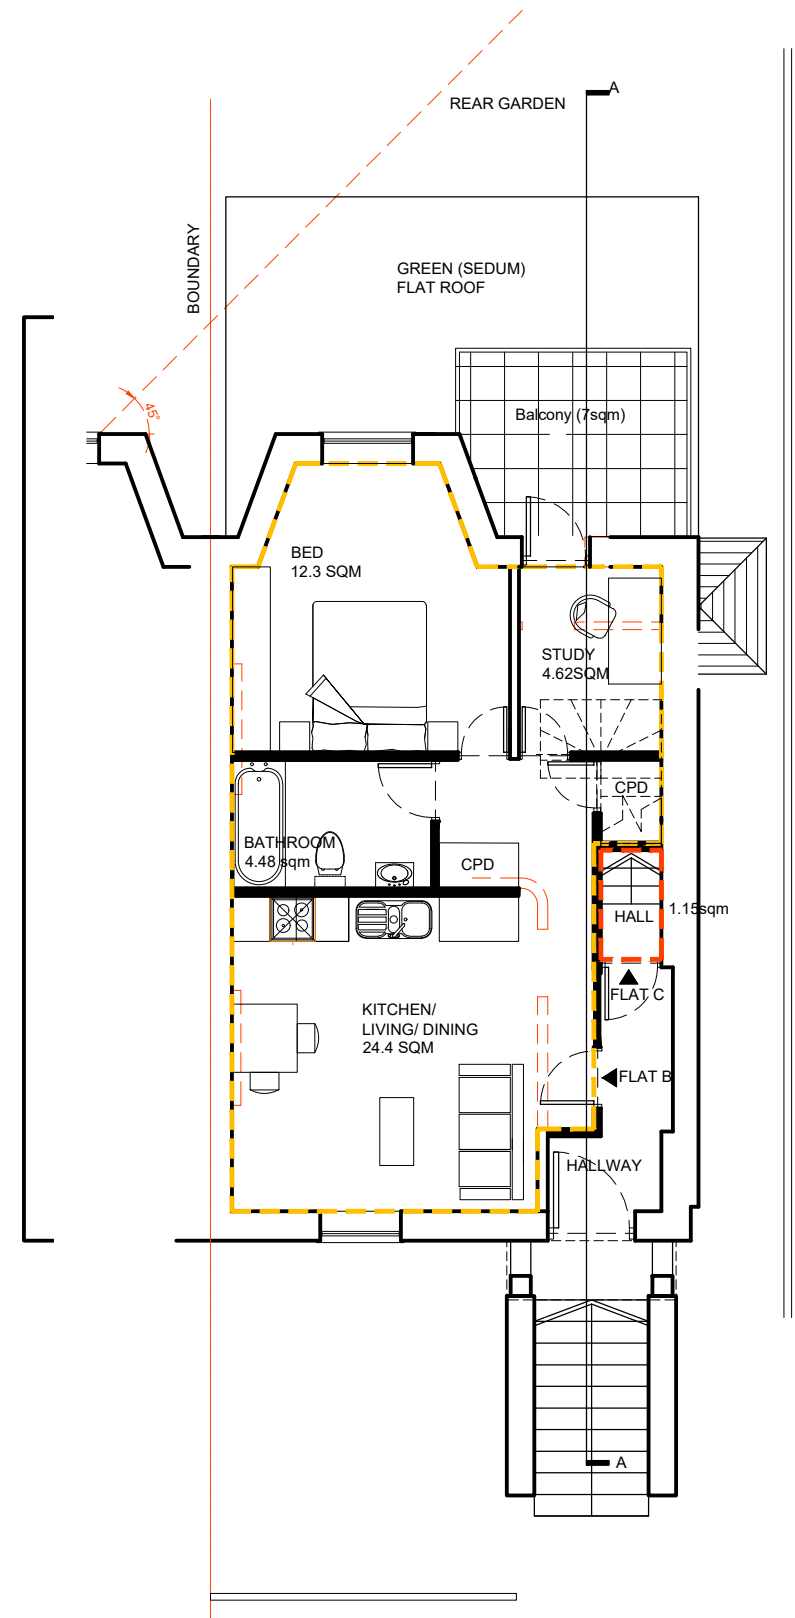 A
REAR GARDEN
BOUNDARY
GREEN (SEDUM)
FLAT ROOF
45°
Balcony (7sqm)
BED
12.3 SQM
STUDY
4.62SQM
CPD
BATHROOM
4.48 sqm
CPD
HALL
1.15sqm
FLAT C
KITCHEN/
LIVING/ DINING
24.4 SQM
FLAT B
HALLWAY
A